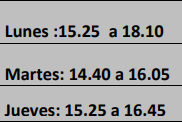 Lunes :15.25 a 18.10
Martes: 14.40 a 16.05
Jueves: 15.25 a 16.45